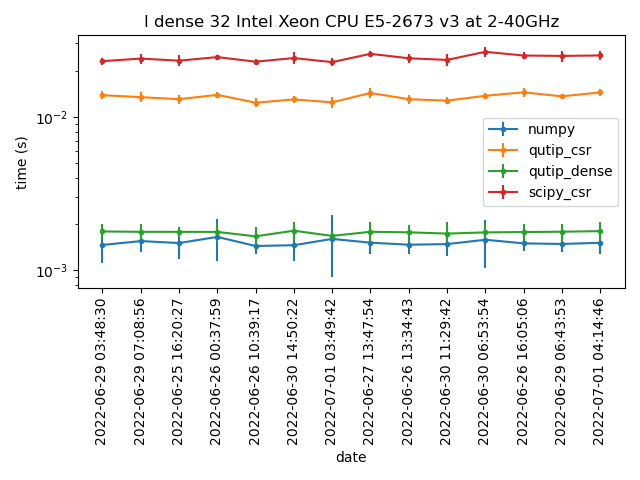 l dense 32 Intel Xeon CPU E5-2673 v3 at 2-40GHz
time (s)
10⁻²
10⁻³
numpy
qutip_csr
qutip_dense
scipy_csr
2022-06-29 03:48:30
2022-06-29 07:08:56
2022-06-25 16:20:27
2022-06-26 00:37:59
2022-06-26 10:39:17
2022-06-30 14:50:22
2022-07-01 03:49:42
2022-06-27 13:47:54
2022-06-26 13:34:43
2022-06-30 11:29:42
2022-06-30 06:53:54
2022-06-26 16:05:06
2022-06-29 06:43:53
2022-07-01 04:14:46
date